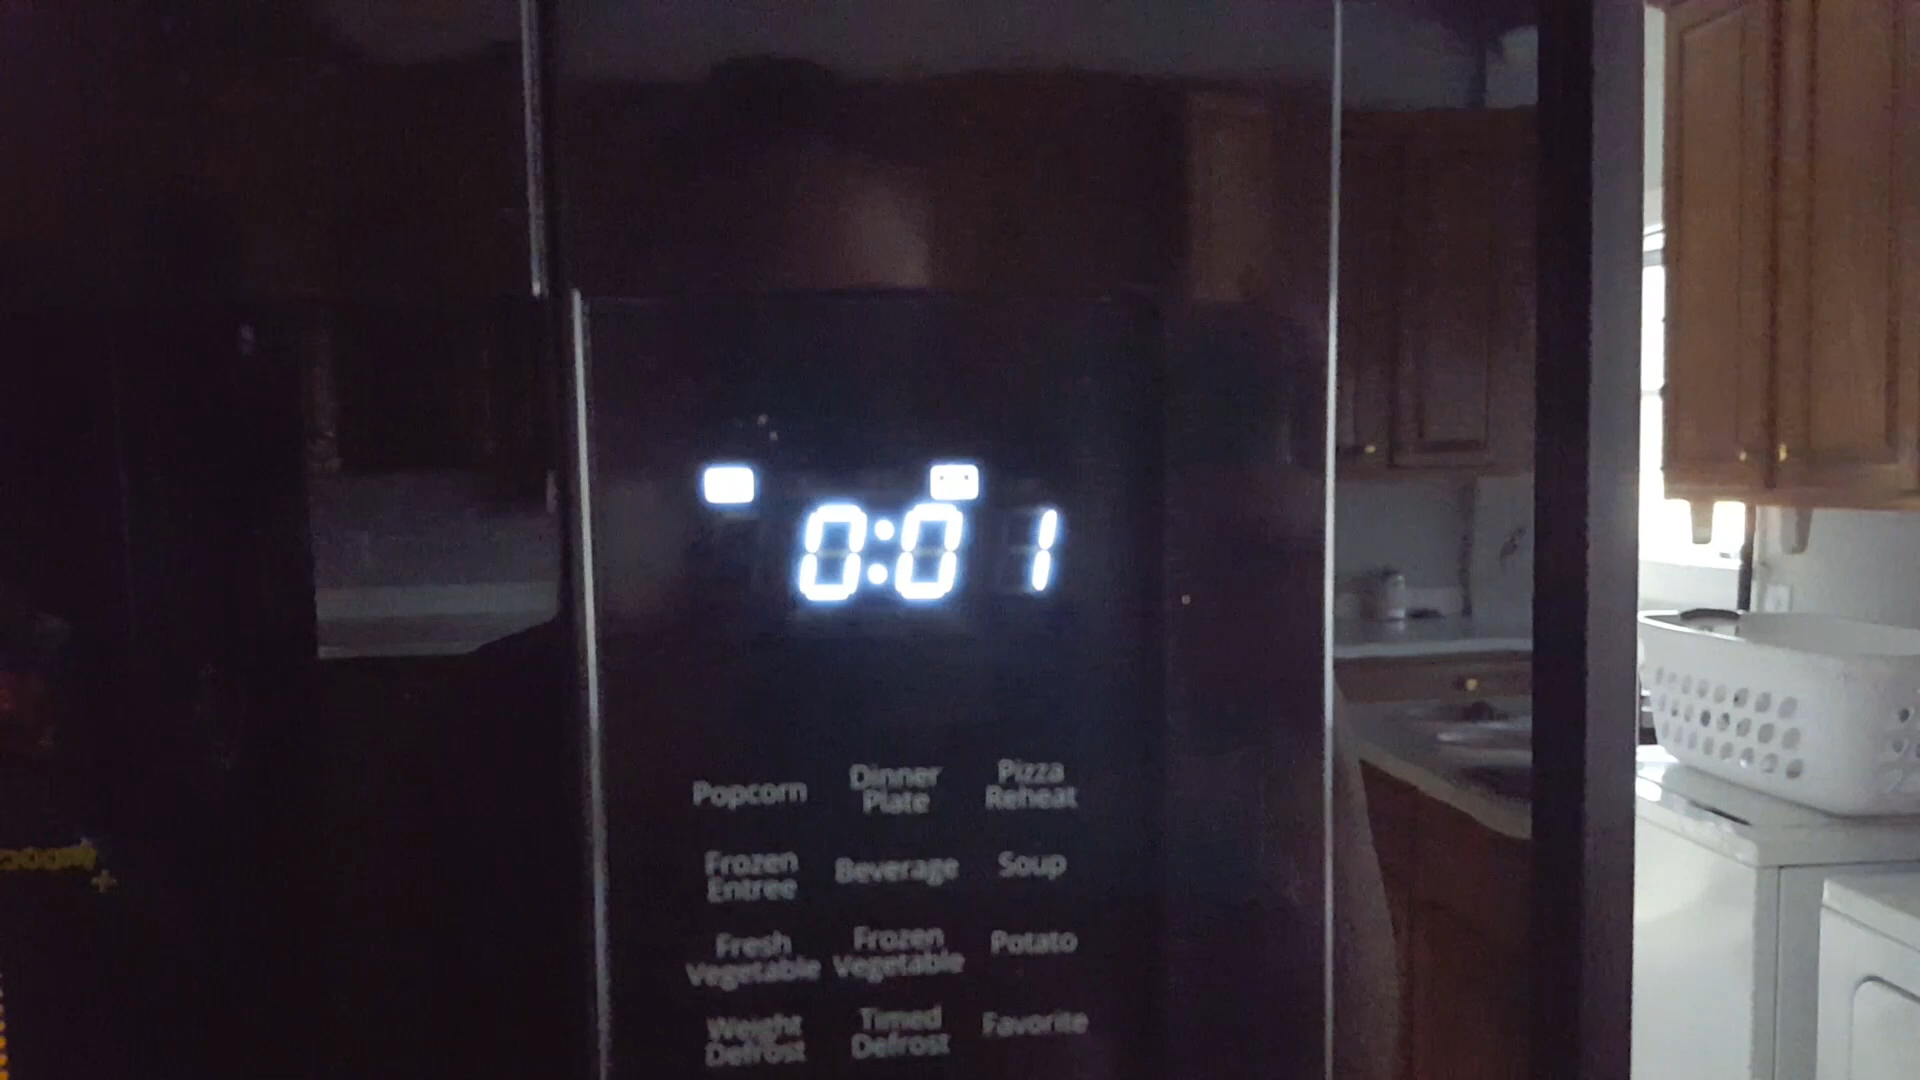 0:01
Popcorn
Dinner
Plate
Pizza
Reheat
Frozen
Entree
Beverage
Soup
Fresh
Vegetable
Frozen
Vegetable
Potato
Weight
Defrost
Timed
Defrost
Favorite